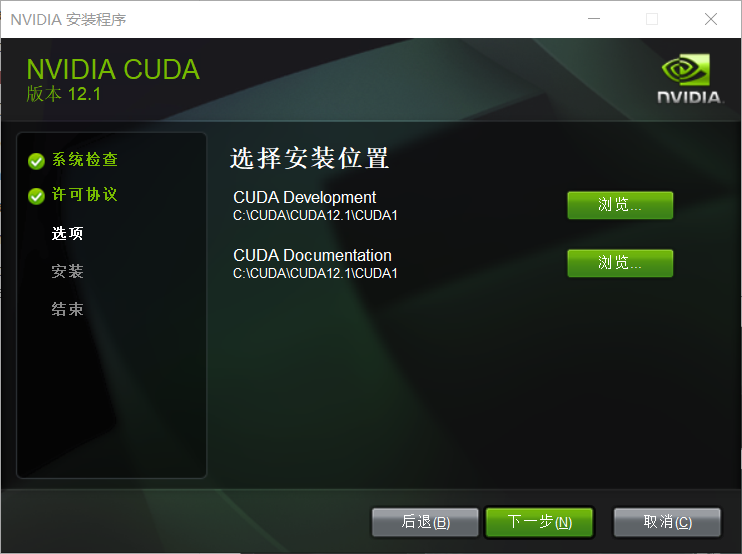 NVIDIA 安装程序
NVIDIA CUDA
版本 12.1
NVIDIA.
系统检查
许可协议
选项
安装
结束
选择安装位置
CUDA Development
C:\CUDA\CUDA12.1\CUDA1
浏览...
CUDA Documentation
C:\CUDA\CUDA12.1\CUDA1
浏览...
后退(B)
下一步(N)
取消(C)